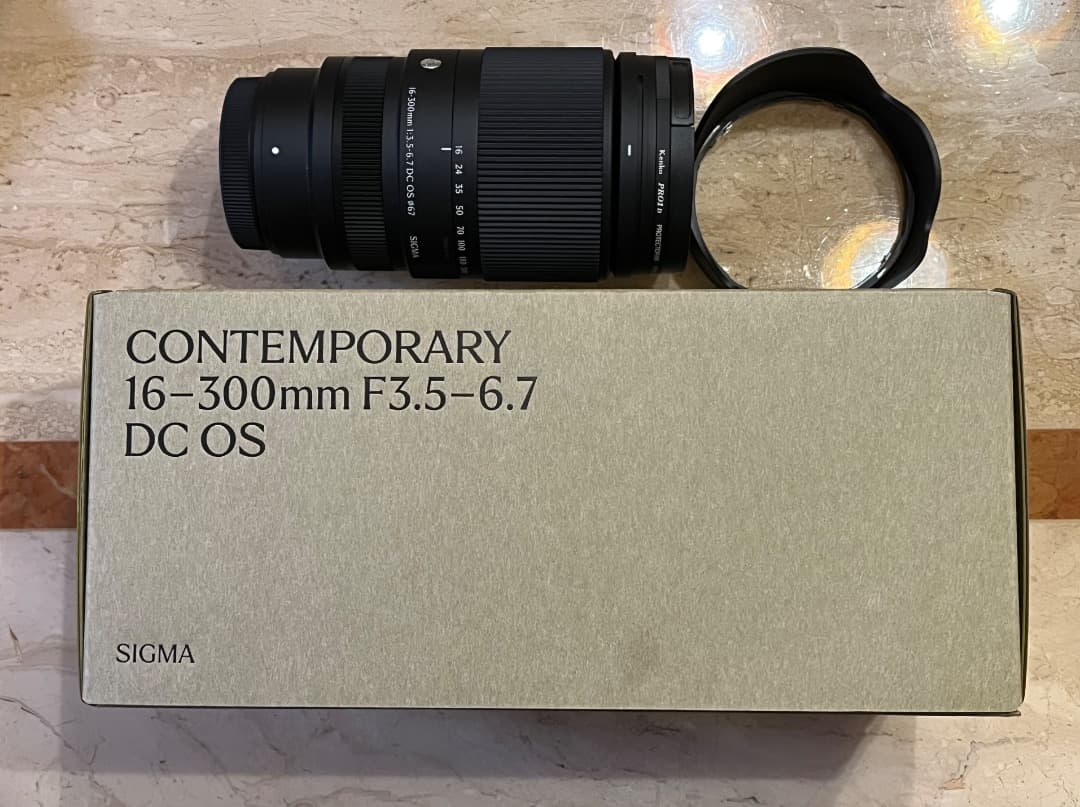 16-300mm 1:3.5-6.7 DC OS ø67
SIGMA
16 24 35 50 70 100
Kenko PRO1D PROTECTOR
CONTEMPORARY
16–300mm F3.5–6.7
DC OS
SIGMA